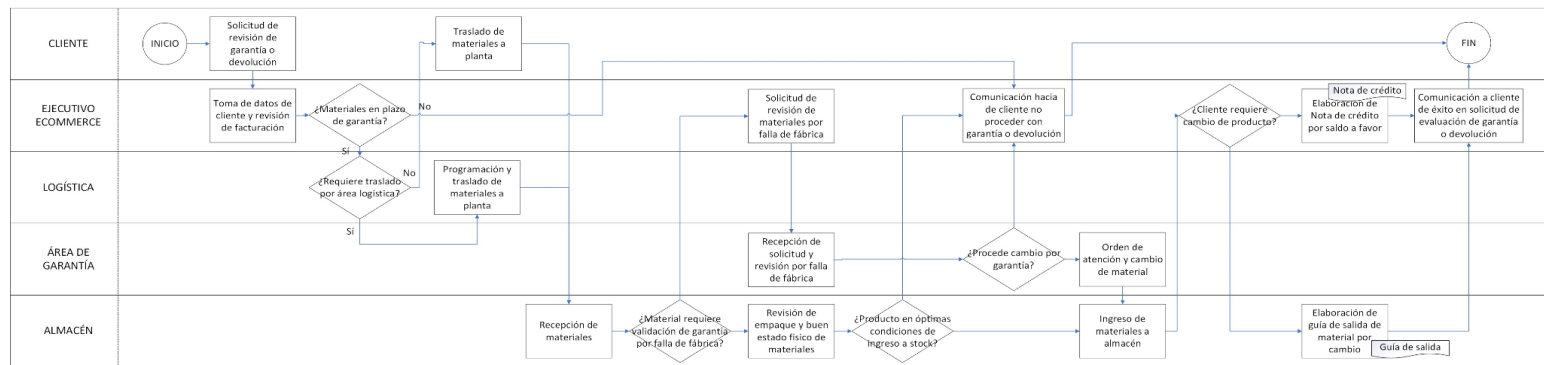 CLIENTE
INICIO
Solicitud de
revisión de
garantía o
devolución
Traslado de
materiales a
planta
FIN
EJECUTIVO
ECOMMERCE
Toma de datos de
cliente y revisión
de facturación
¿Materiales en plazo
de garantía?
No
Sí
Solicitud de
revisión de
materiales por
falla de fábrica
Comunicación hacia
de cliente no
proceder con
garantía o devolución
¿Cliente requiere
cambio de producto?
Nota de crédito
Elaboración de
Nota de crédito
por saldo a favor
Comunicación a cliente
de éxito en solicitud de
evaluación de garantía
o devolución
LOGÍSTICA
¿Requiere traslado
por área logística?
No
Sí
Programación y
traslado de
materiales a
planta
ÁREA DE
GARANTÍA
Recepción de
solicitud y
revisión por falla
de fábrica
¿Procede cambio por
garantía?
Orden de
atención y cambio
de material
ALMACÉN
Recepción de
materiales
¿Material requiere
validación de garantía
por falla de fábrica?
Revisión de
empaque y buen
estado físico de
materiales
¿Producto en óptimas
condiciones de
ingreso a stock?
Ingreso de
materiales a
almacén
Elaboración de
guía de salida de
material por
cambio
Guía de salida